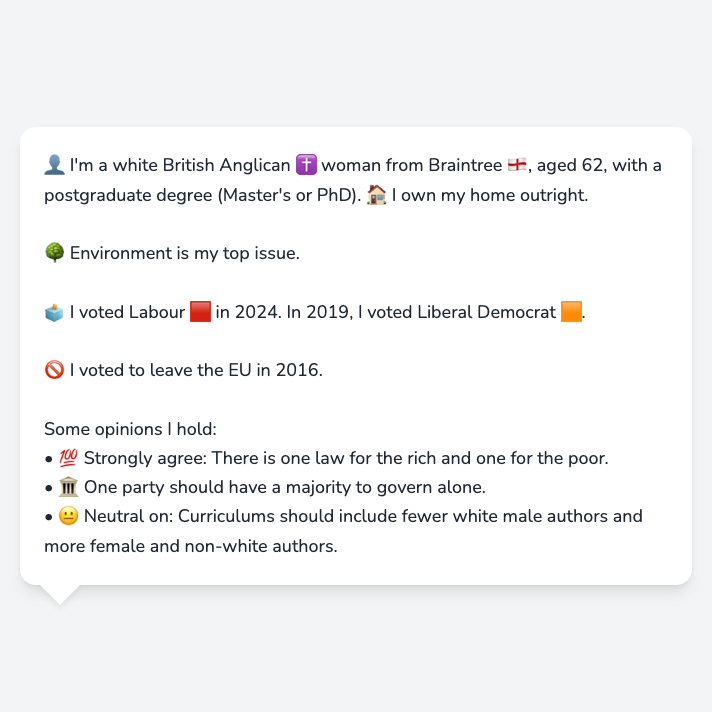 👤 I'm a white British Anglican ✝️ woman from Braintree 🏴󠁧󠁢󠁥󠁮󠁧󠁿, aged 62, with a
postgraduate degree (Master's or PhD). 🏠 I own my home outright.
🌳 Environment is my top issue.
🗳️ I voted Labour 🟥 in 2024. In 2019, I voted Liberal Democrat 🟧.
🚫 I voted to leave the EU in 2016.
Some opinions I hold:
• 💯 Strongly agree: There is one law for the rich and one for the poor.
• 🏛️ One party should have a majority to govern alone.
• 😐 Neutral on: Curriculums should include fewer white male authors and
more female and non-white authors.